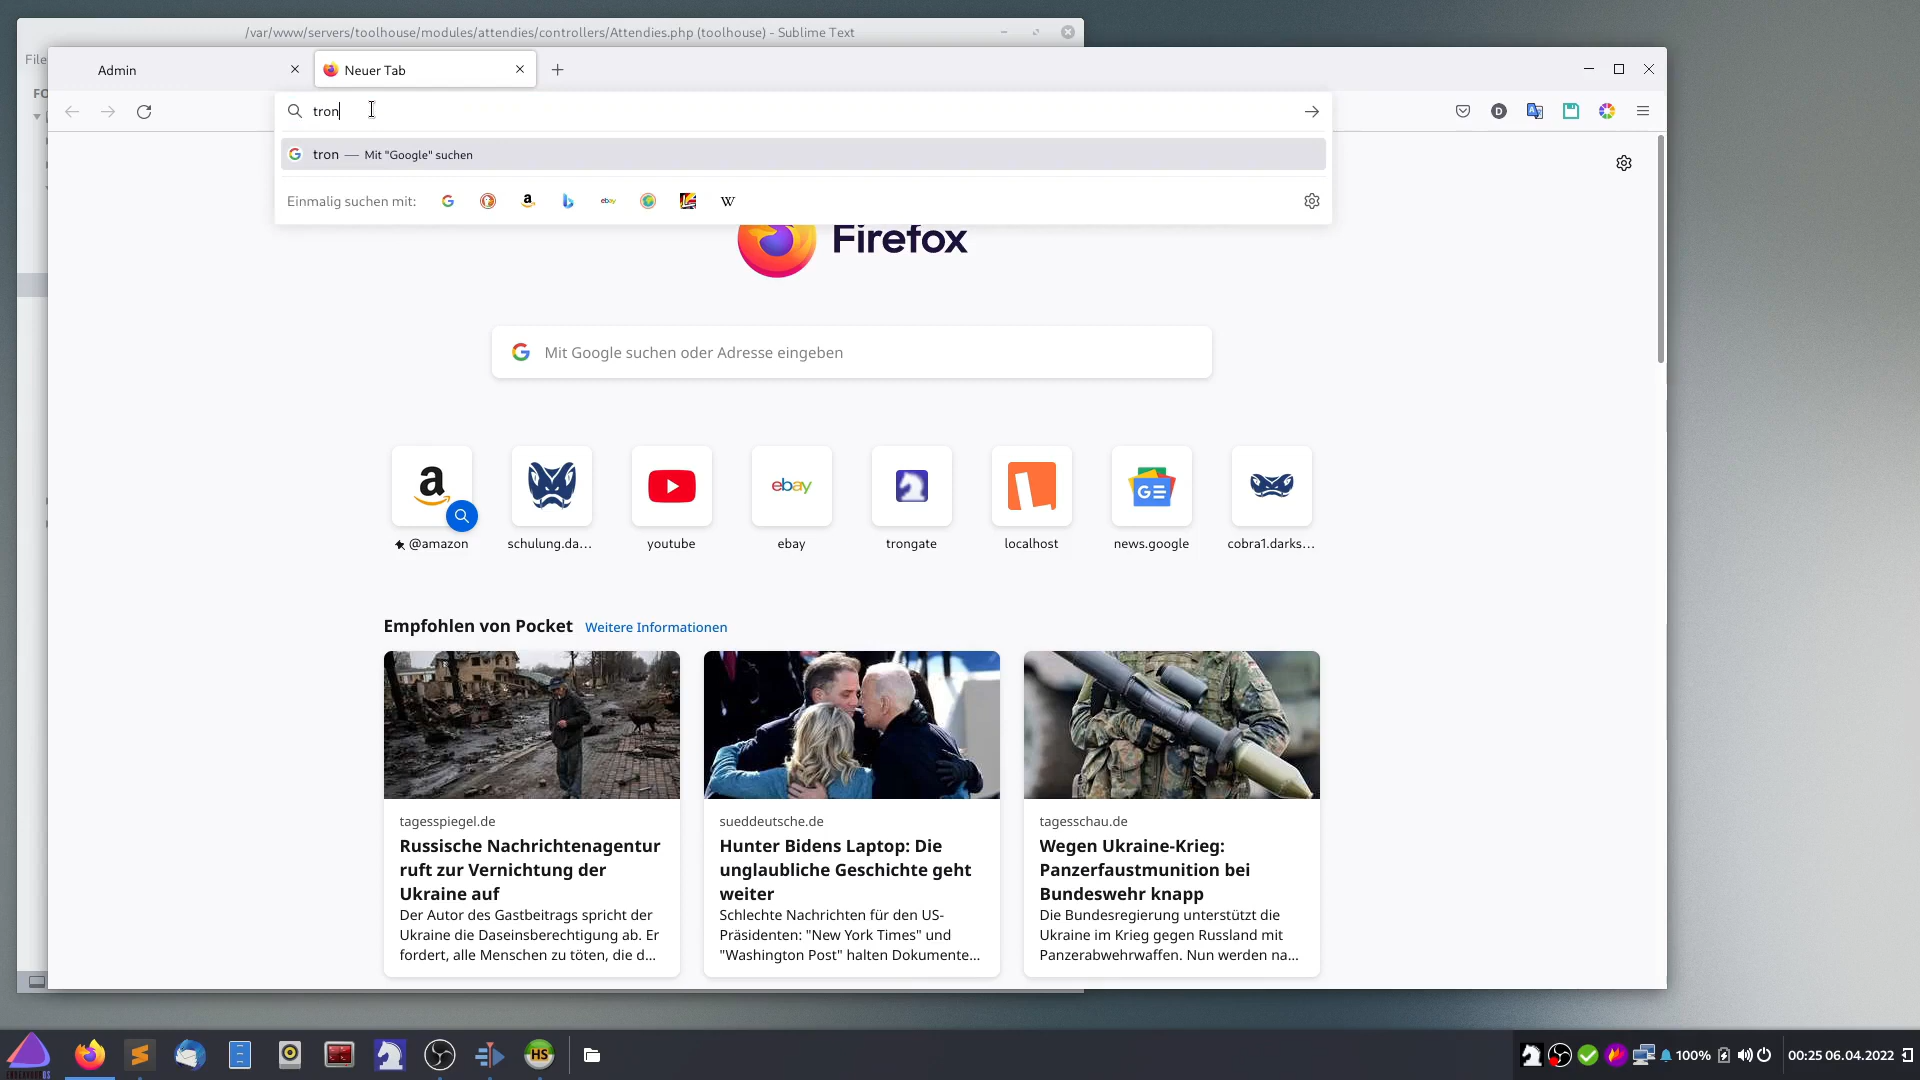 /var/www/servers/toolhouse/modules/attendies/controllers/Attendies.php (toolhouse) - Sublime Text
File
Admin
Neuer Tab
FO
tron
D
tron — Mit "Google" suchen
Einmalig suchen mit:
ebay
W
Firefox
Mit Google suchen oder Adresse eingeben
a
ebay
@amazon
schulung.da...
youtube
ebay
trongate
localhost
news.google
cobra1.darks...
Empfohlen von Pocket Weitere Informationen
tagesspiegel.de
Russische Nachrichtenagentur
ruft zur Vernichtung der
Ukraine auf
Der Autor des Gastbeitrags spricht der
Ukraine die Daseinsberechtigung ab. Er
fordert, alle Menschen zu töten, die d...
sueddeutsche.de
Hunter Bidens Laptop: Die
unglaubliche Geschichte geht
weiter
Schlechte Nachrichten für den US-
Präsidenten: "New York Times" und
"Washington Post" halten Dokumente...
tagesschau.de
Wegen Ukraine-Krieg:
Panzerfaustmunition bei
Bundeswehr knapp
Die Bundesregierung unterstützt die
Ukraine im Krieg gegen Russland mit
Panzerabwehrwaffen. Nun werden na...
ENDEAVOUROS
HS
100%
00:25 06.04.2022